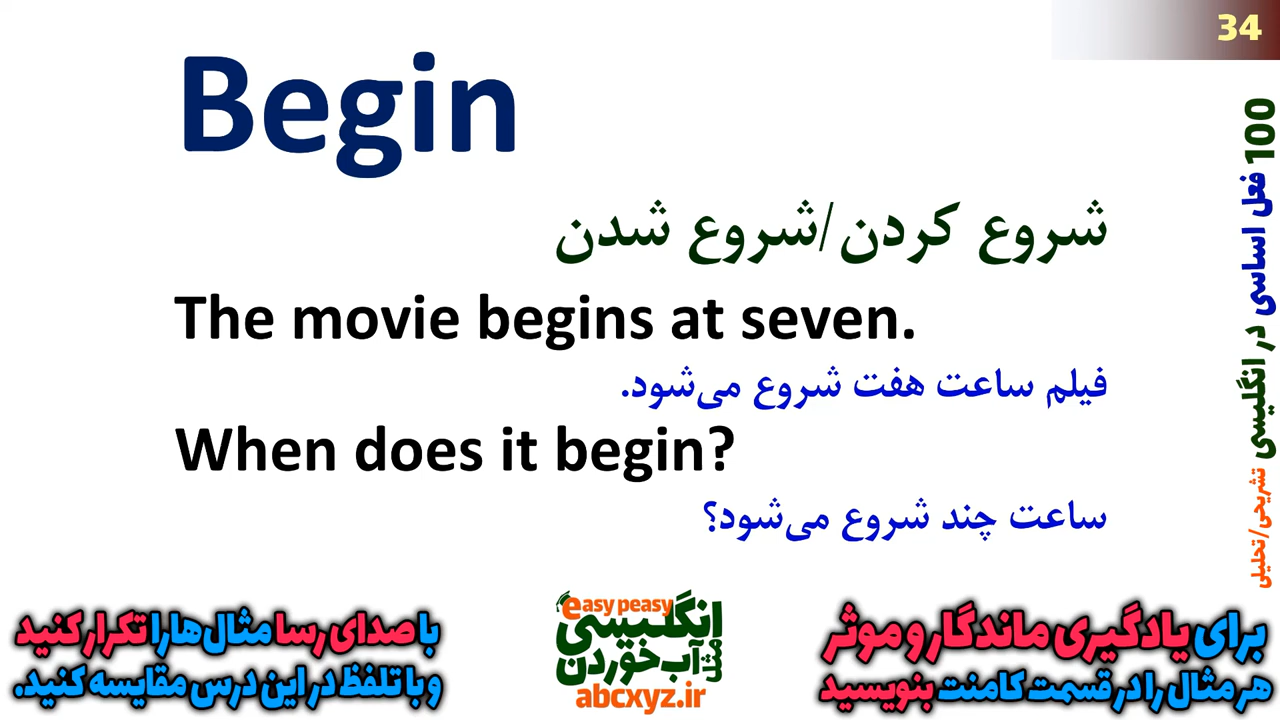 34
Begin
شروع کردن/شروع شدن
The movie begins at seven.
فیلم ساعت هفت شروع می‌شود.
When does it begin?
ساعت چند شروع می‌شود؟
100 فعل اساسی در انگلیسی تشریحی/تحلیلی
برای یادگیری ماندگار و موثر
هر مثال را در قسمت کامنت بنویسید
easy peasy
انگلیسی
مثل آب خوردن
abcxyz.ir
با صدای رسا مثال‌ها را تکرار کنید
و با تلفظ در این درس مقایسه کنید.